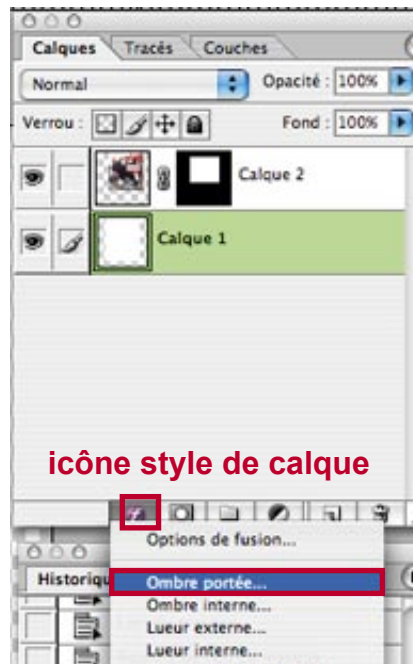 Calques Tracés Couches
Normal Opacité : 100%
Verrou : Fond : 100%
Calque 2
Calque 1
icône style de calque
Options de fusion...
Ombre portée...
Ombre interne...
Lueur externe...
Lueur interne...